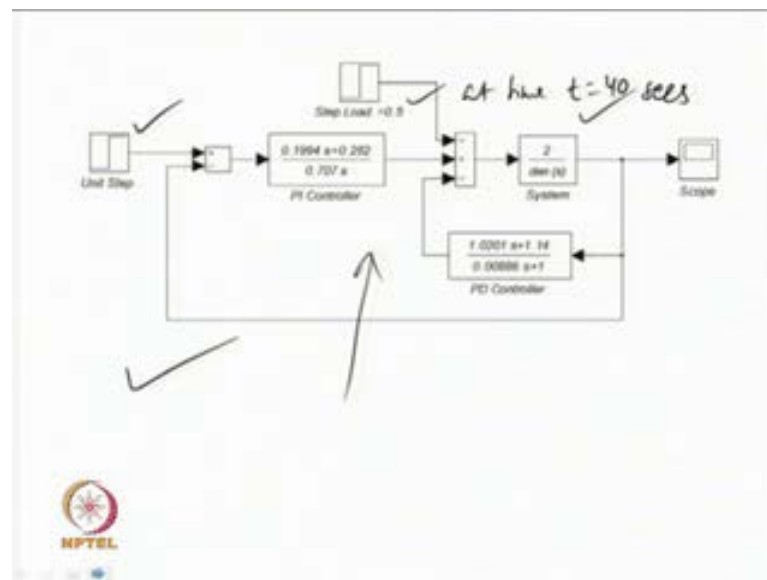 at time t=40 secs
Step Load =0.5
Unit Step
0.1994 s+0.282
0.707 s
PI Controller
2
den(s)
System
Scope
1.0201 s+1.14
0.00886 s+1
PD Controller
NPTEL